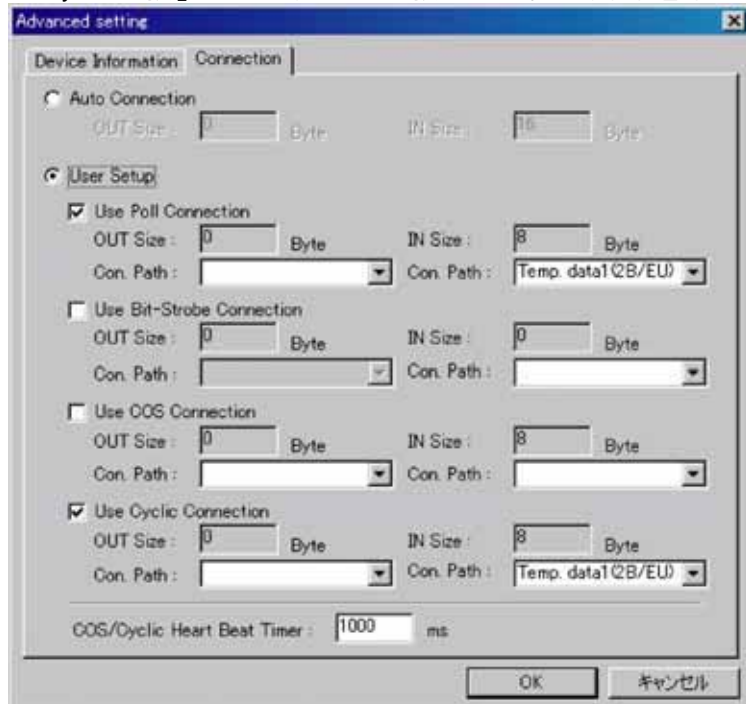 Advanced setting
Device Information Connection
Auto Connection
OUT Size : 0 Byte IN Size : 16 Byte
User Setup
Use Poll Connection
OUT Size : 0 Byte IN Size : 8 Byte
Con. Path : Con. Path : Temp. data1(2B/EU)
Use Bit-Strobe Connection
OUT Size : 0 Byte IN Size : 0 Byte
Con. Path : Con. Path :
Use COS Connection
OUT Size : 0 Byte IN Size : 8 Byte
Con. Path : Con. Path :
Use Cyclic Connection
OUT Size : 0 Byte IN Size : 8 Byte
Con. Path : Con. Path : Temp. data1(2B/EU)
COS/Cyclic Heart Beat Timer : 1000 ms
OK キャンセル